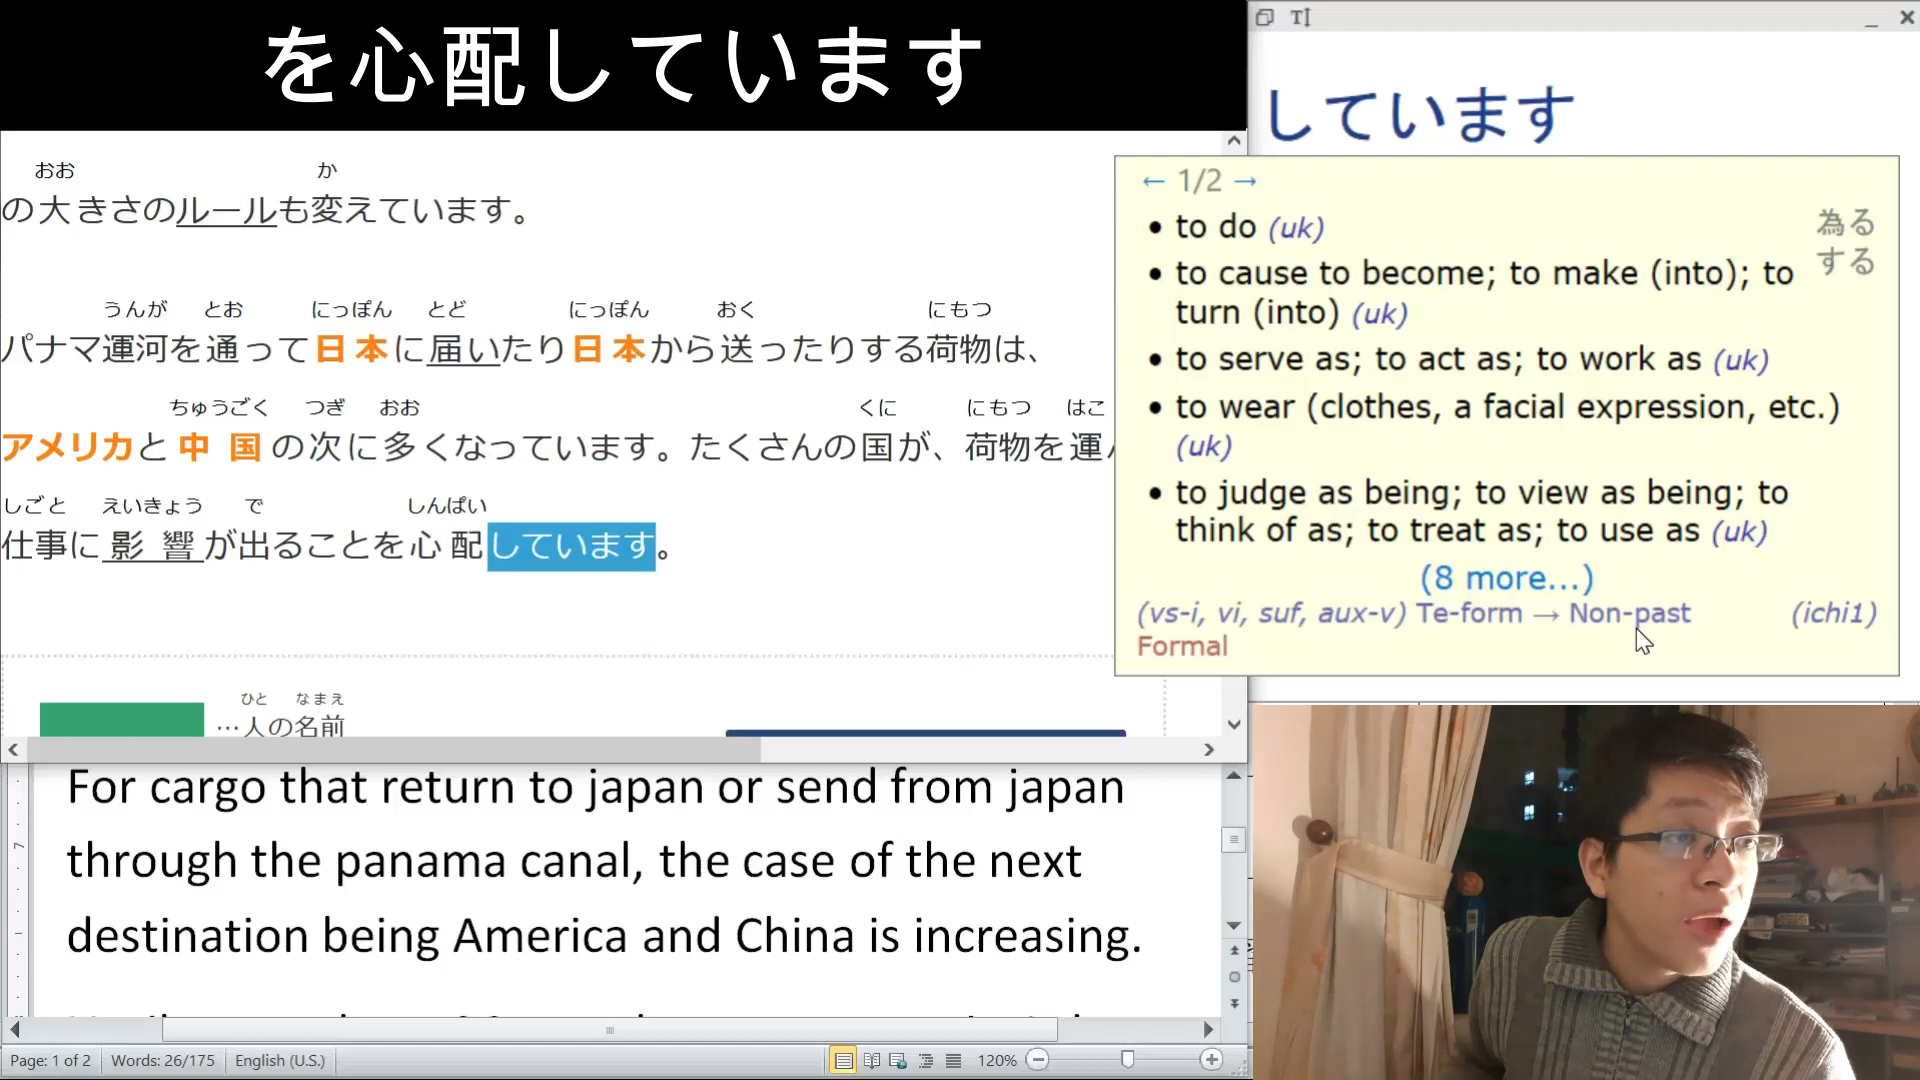 を心配しています
おお か
の大きさのルールも変えています。
うんが とお にっぽん とど にっぽん おく にもつ
パナマ運河を通って日本に届いたり日本から送ったりする荷物は、
ちゅうごく つぎ おお くに にもつ はこ
アメリカと中国の次に多くなっています。たくさんの国が、荷物を運
しごと えいきょう で しんぱい
仕事に影響が出ることを心配しています。
ひと なまえ
…人の名前
しています
← 1/2 →
為る
する
• to do (uk)
• to cause to become; to make (into); to
turn (into) (uk)
• to serve as; to act as; to work as (uk)
• to wear (clothes, a facial expression, etc.)
(uk)
• to judge as being; to view as being; to
think of as; to treat as; to use as (uk)
(8 more...)
(vs-i, vi, suf, aux-v) Te-form → Non-past (ichi1)
Formal
For cargo that return to japan or send from japan
through the panama canal, the case of the next
destination being America and China is increasing.
Page: 1 of 2 Words: 26/175 English (U.S.) 120%